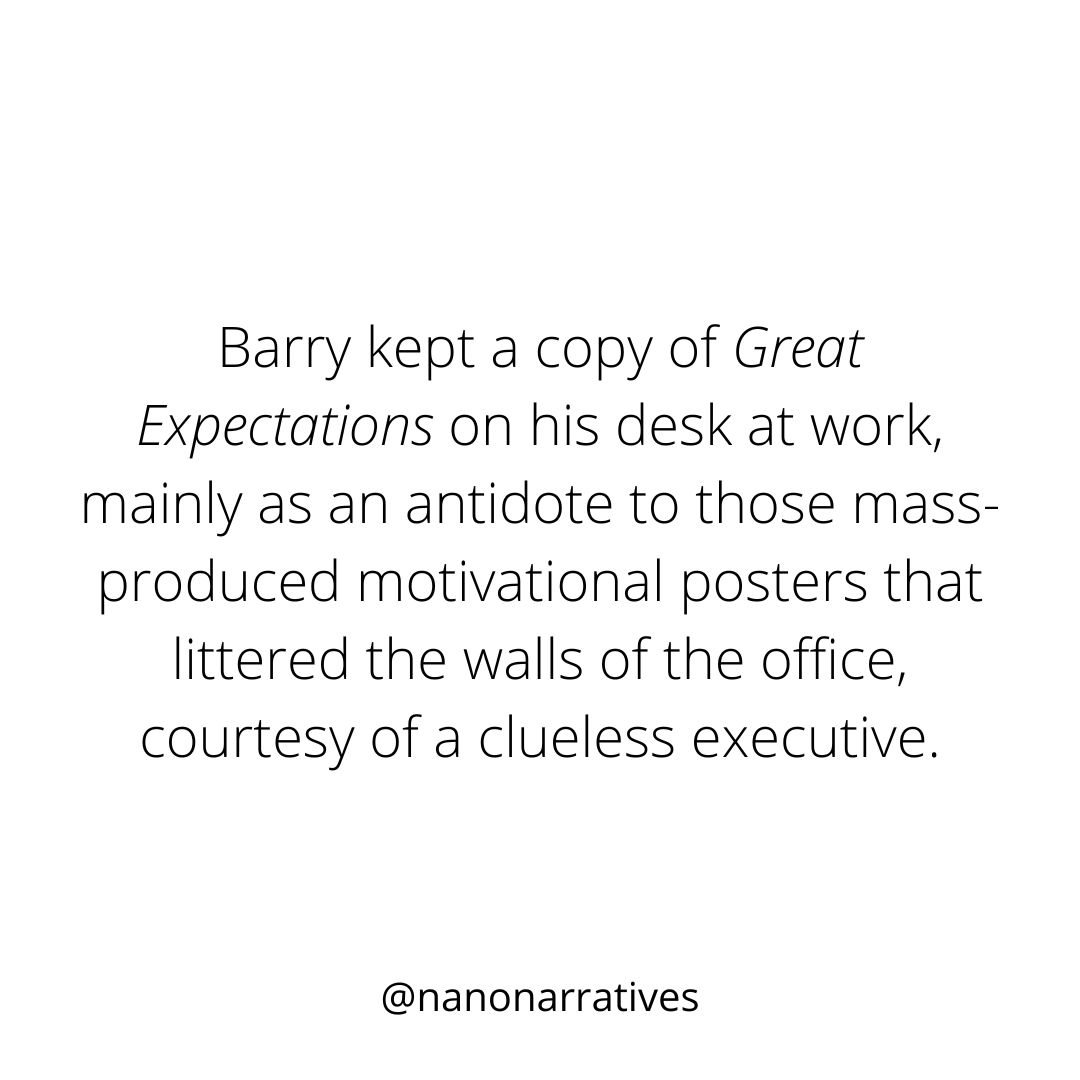 Barry kept a copy of Great
Expectations on his desk at work,
mainly as an antidote to those mass-
produced motivational posters that
littered the walls of the office,
courtesy of a clueless executive.
@nanonarratives